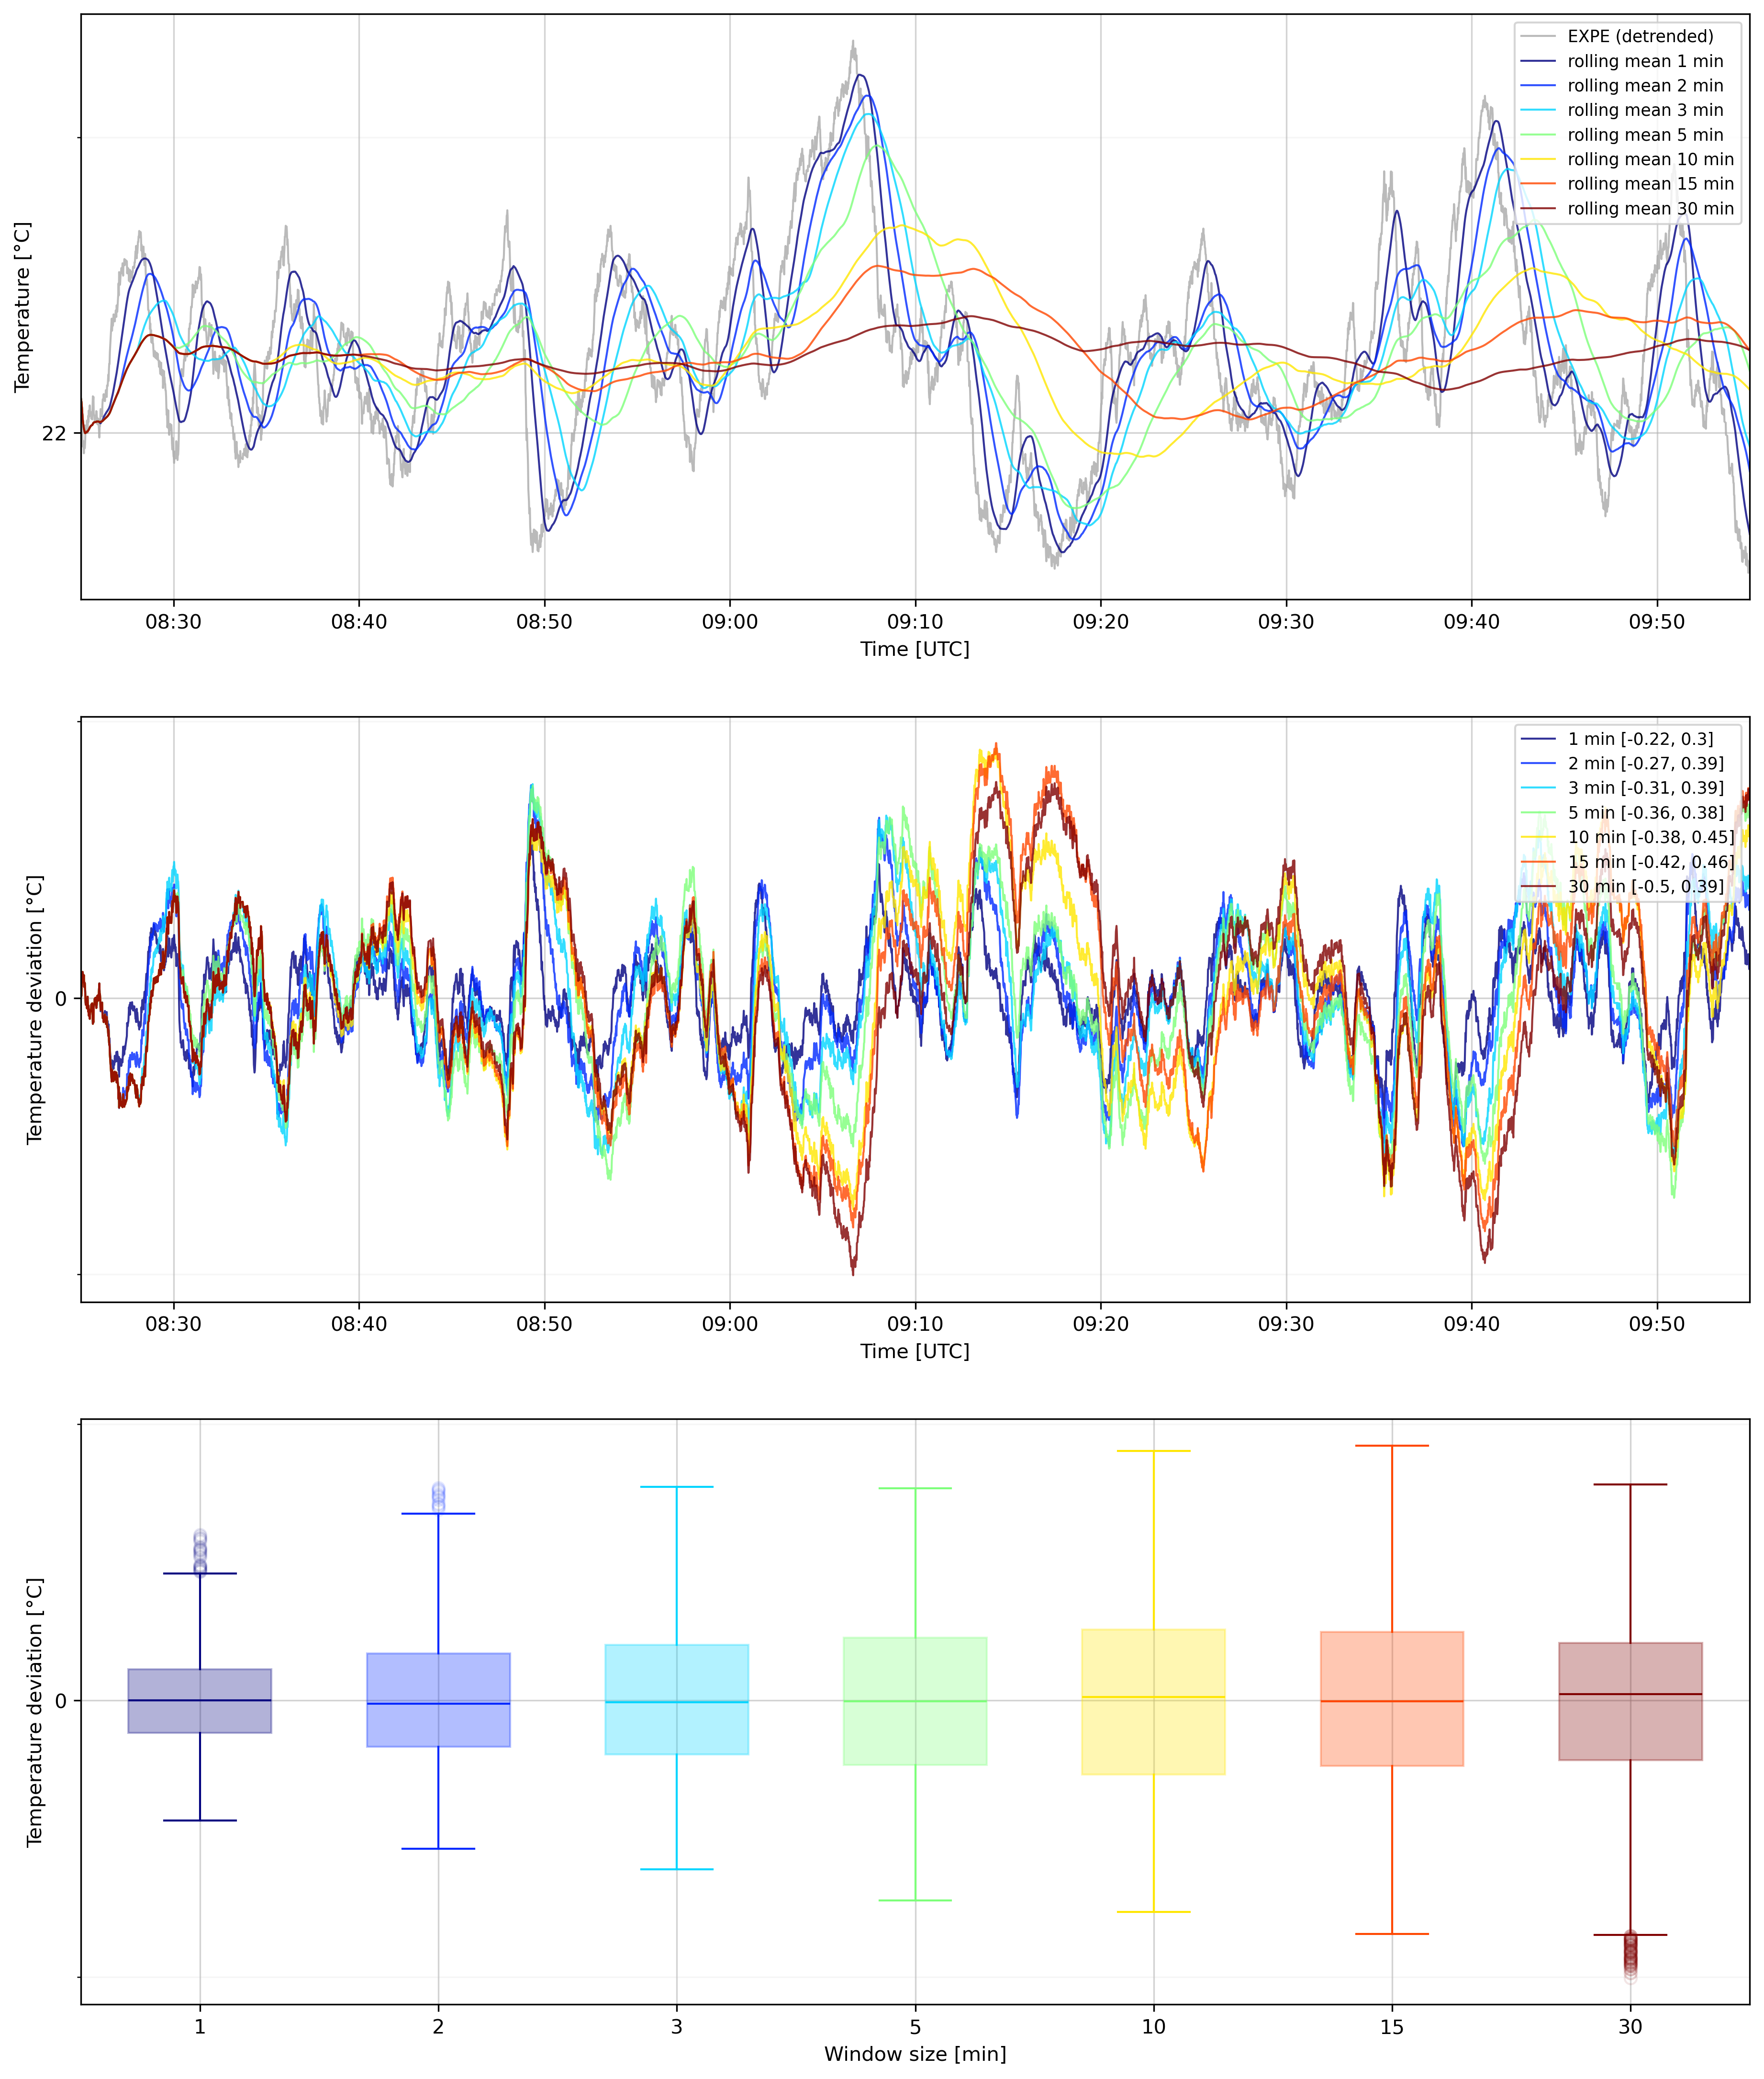 EXPE (detrended)
rolling mean 1 min
rolling mean 2 min
rolling mean 3 min
rolling mean 5 min
rolling mean 10 min
rolling mean 15 min
rolling mean 30 min
Temperature [°C]
22
08:30 08:40 08:50 09:00 09:10 09:20 09:30 09:40 09:50
Time [UTC]
1 min [-0.22, 0.3]
2 min [-0.27, 0.39]
3 min [-0.31, 0.39]
5 min [-0.36, 0.38]
10 min [-0.38, 0.45]
15 min [-0.42, 0.46]
30 min [-0.5, 0.39]
Temperature deviation [°C]
0
08:30 08:40 08:50 09:00 09:10 09:20 09:30 09:40 09:50
Time [UTC]
Temperature deviation [°C]
0
1 2 3 5 10 15 30
Window size [min]